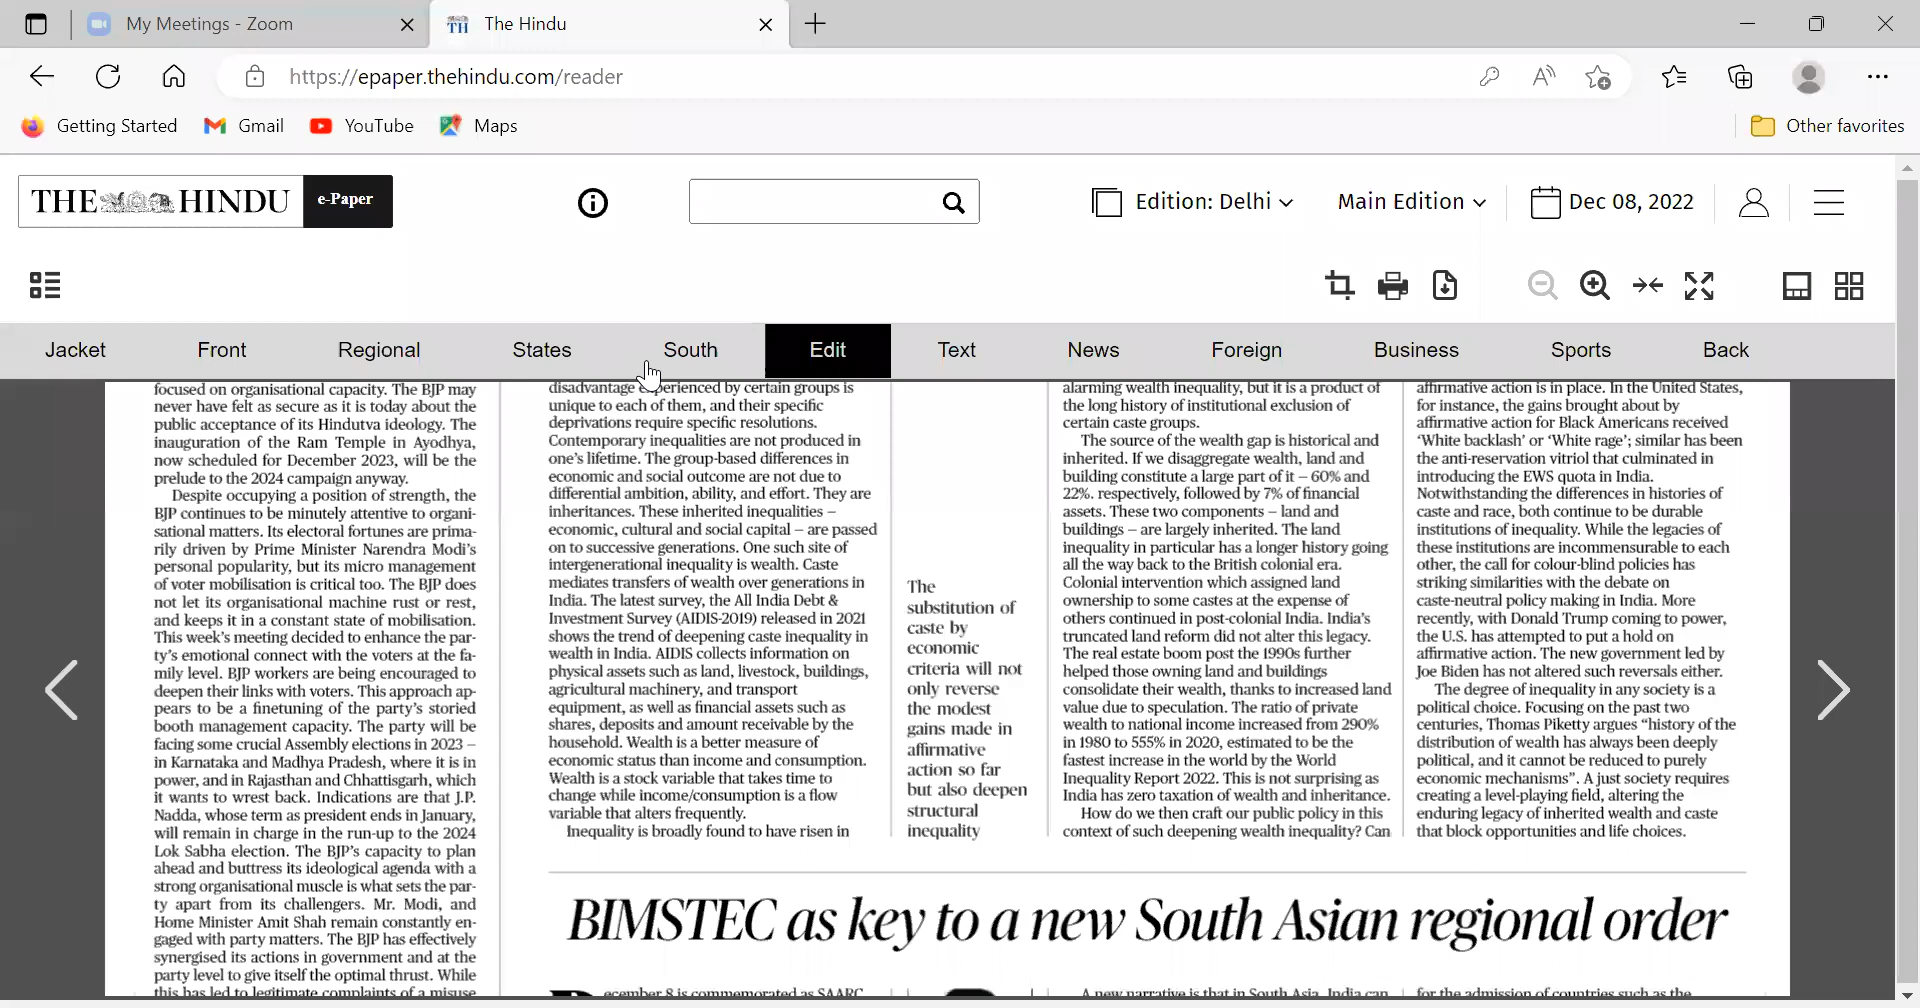 My Meetings - Zoom
The Hindu
https://epaper.thehindu.com/reader
Getting Started
Gmail
YouTube
Maps
Other favorites
THE HINDU
e-Paper
Edition: Delhi
Main Edition
Dec 08, 2022
Jacket
Front
Regional
States
South
Edit
Text
News
Foreign
Business
Sports
Back
focused on organisational capacity. The BJP may
never have felt as secure as it is today about the
public acceptance of its Hindutva ideology. The
inauguration of the Ram Temple in Ayodhya,
now scheduled for December 2023, will be the
prelude to the 2024 campaign anyway.
Despite occupying a position of strength, the
BJP continues to be minutely attentive to organi-
sational matters. Its electoral fortunes are prima-
rily driven by Prime Minister Narendra Modi's
personal popularity, but its micro management
of voter mobilisation is critical too. The BJP does
not let its organisational machine rust or rest,
and keeps it in a constant state of mobilisation.
This week's meeting decided to enhance the par-
ty's emotional connect with the voters at the fa-
mily level. BJP workers are being encouraged to
deepen their links with voters. This approach ap-
pears to be a finetuning of the party's storied
booth management capacity. The party will be
facing some crucial Assembly elections in 2023 –
in Karnataka and Madhya Pradesh, where it is in
power, and in Rajasthan and Chhattisgarh, which
it wants to wrest back. Indications are that J.P.
Nadda, whose term as president ends in January,
will remain in charge in the run-up to the 2024
Lok Sabha election. The BJP's capacity to plan
ahead and buttress its ideological agenda with a
strong organisational muscle is what sets the par-
ty apart from its challengers. Mr. Modi, and
Home Minister Amit Shah remain constantly en-
gaged with party matters. The BJP has effectively
synergised its actions in government and at the
party level to give itself the optimal thrust. While
this has led to legitimate complaints of a misuse
disadvantage experienced by certain groups is
unique to each of them, and their specific
deprivations require specific resolutions.
Contemporary inequalities are not produced in
one's lifetime. The group-based differences in
economic and social outcome are not due to
differential ambition, ability, and effort. They are
inheritances. These inherited inequalities –
economic, cultural and social capital – are passed
on to successive generations. One such site of
intergenerational inequality is wealth. Caste
mediates transfers of wealth over generations in
India. The latest survey, the All India Debt &
Investment Survey (AIDIS-2019) released in 2021
shows the trend of deepening caste inequality in
wealth in India. AIDIS collects information on
physical assets such as land, livestock, buildings,
agricultural machinery, and transport
equipment, as well as financial assets such as
shares, deposits and amount receivable by the
household. Wealth is a better measure of
economic status than income and consumption.
Wealth is a stock variable that takes time to
change while income/consumption is a flow
variable that alters frequently.
Inequality is broadly found to have risen in
The
substitution of
caste by
economic
criteria will not
only reverse
the modest
gains made in
affirmative
action so far
but also deepen
structural
inequality
alarming wealth inequality, but it is a product of
the long history of institutional exclusion of
certain caste groups.
The source of the wealth gap is historical and
inherited. If we disaggregate wealth, land and
building constitute a large part of it – 60% and
22%. respectively, followed by 7% of financial
assets. These two components – land and
buildings – are largely inherited. The land
inequality in particular has a longer history going
all the way back to the British colonial era.
Colonial intervention which assigned land
ownership to some castes at the expense of
others continued in post-colonial India. India's
truncated land reform did not alter this legacy.
The real estate boom post the 1990s further
helped those owning land and buildings
consolidate their wealth, thanks to increased land
value due to speculation. The ratio of private
wealth to national income increased from 290%
in 1980 to 555% in 2020, estimated to be the
fastest increase in the world by the World
Inequality Report 2022. This is not surprising as
India has zero taxation of wealth and inheritance.
How do we then craft our public policy in this
context of such deepening wealth inequality? Can
affirmative action is in place. In the United States,
for instance, the gains brought about by
affirmative action for Black Americans received
'White backlash' or 'White rage'; similar has been
the anti-reservation vitriol that culminated in
introducing the EWS quota in India.
Notwithstanding the differences in histories of
caste and race, both continue to be durable
institutions of inequality. While the legacies of
these institutions are incommensurable to each
other, the call for colour-blind policies has
striking similarities with the debate on
caste-neutral policy making in India. More
recently, with Donald Trump coming to power,
the U.S. has attempted to put a hold on
affirmative action. The new government led by
Joe Biden has not altered such reversals either.
The degree of inequality in any society is a
political choice. Focusing on the past two
centuries, Thomas Piketty argues "history of the
distribution of wealth has always been deeply
political, and it cannot be reduced to purely
economic mechanisms". A just society requires
creating a level-playing field, altering the
enduring legacy of inherited wealth and caste
that block opportunities and life choices.
BIMSTEC as key to a new South Asian regional order
ecember 8 is commemorated as SAARC
A new narrative is that in South Asia, India can
for the admission of countries such as the